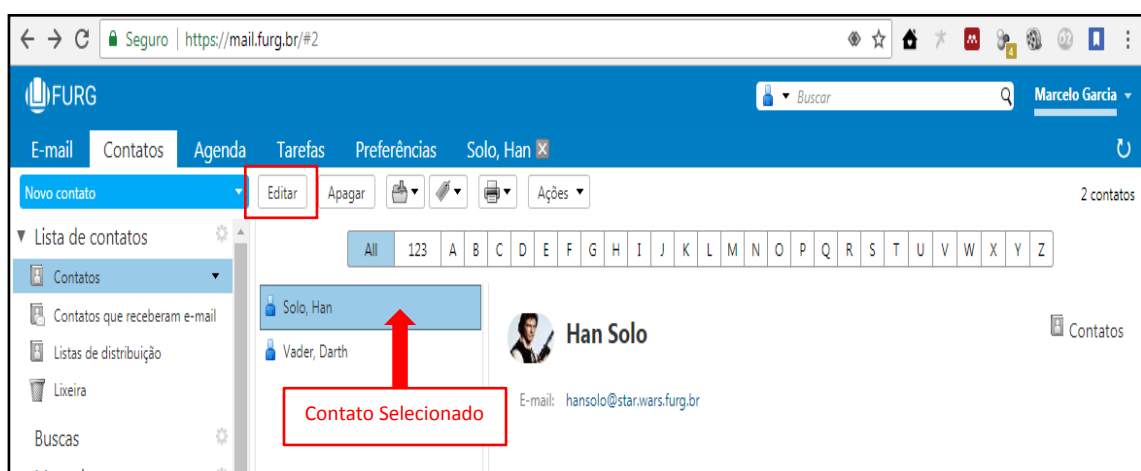 Seguro | https://mail.furg.br/#2
4
FURG
Buscar
Marcelo Garcia
E-mail Contatos Agenda Tarefas Preferências Solo, Han
Novo contato Editar Apagar Ações 2 contatos
Lista de contatos
All 123 A B C D E F G H I J K L M N O P Q R S T U V W X Y Z
Contatos
Contatos que receberam e-mail
Listas de distribuição
Lixeira
Buscas
Solo, Han
Vader, Darth
Contato Selecionado
Han Solo
Contatos
E-mail: hansolo@star.wars.furg.br